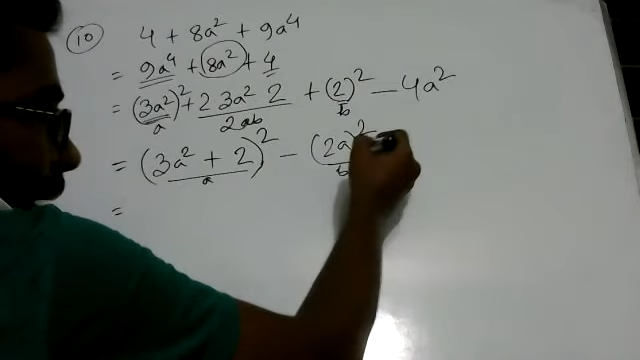 (10) 4 + 8a² + 9a⁴
= 9a⁴ + 8a² + 4
= (3a²)² + 2 3a² 2 + (2)² - 4a²
a 2ab b
= (3a² + 2)² - (2a)²
a b
=